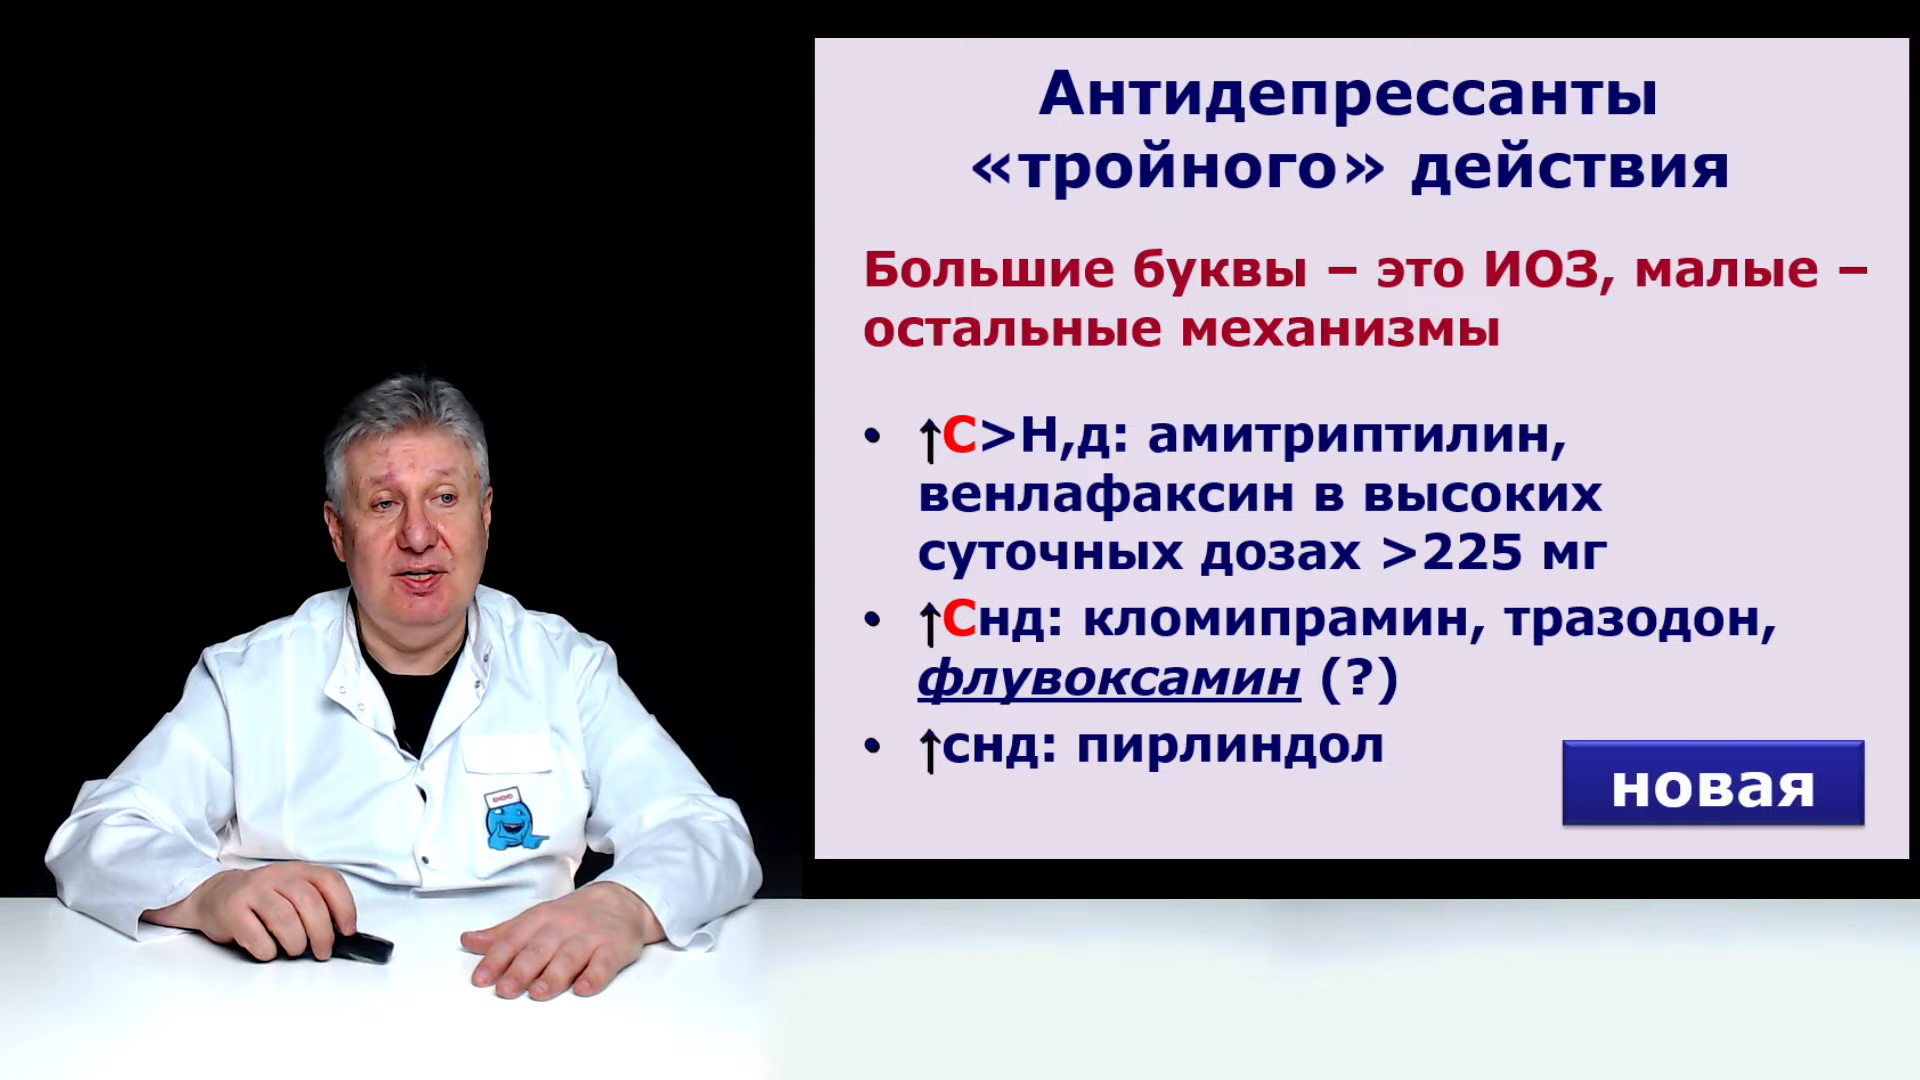 Антидепрессанты
«тройного» действия
Большие буквы – это ИОЗ, малые –
остальные механизмы
• ↑С>Н,д: амитриптилин,
венлафаксин в высоких
суточных дозах >225 мг
• ↑Снд: кломипрамин, тразодон,
флувоксамин (?)
• ↑снд: пирлиндол
новая